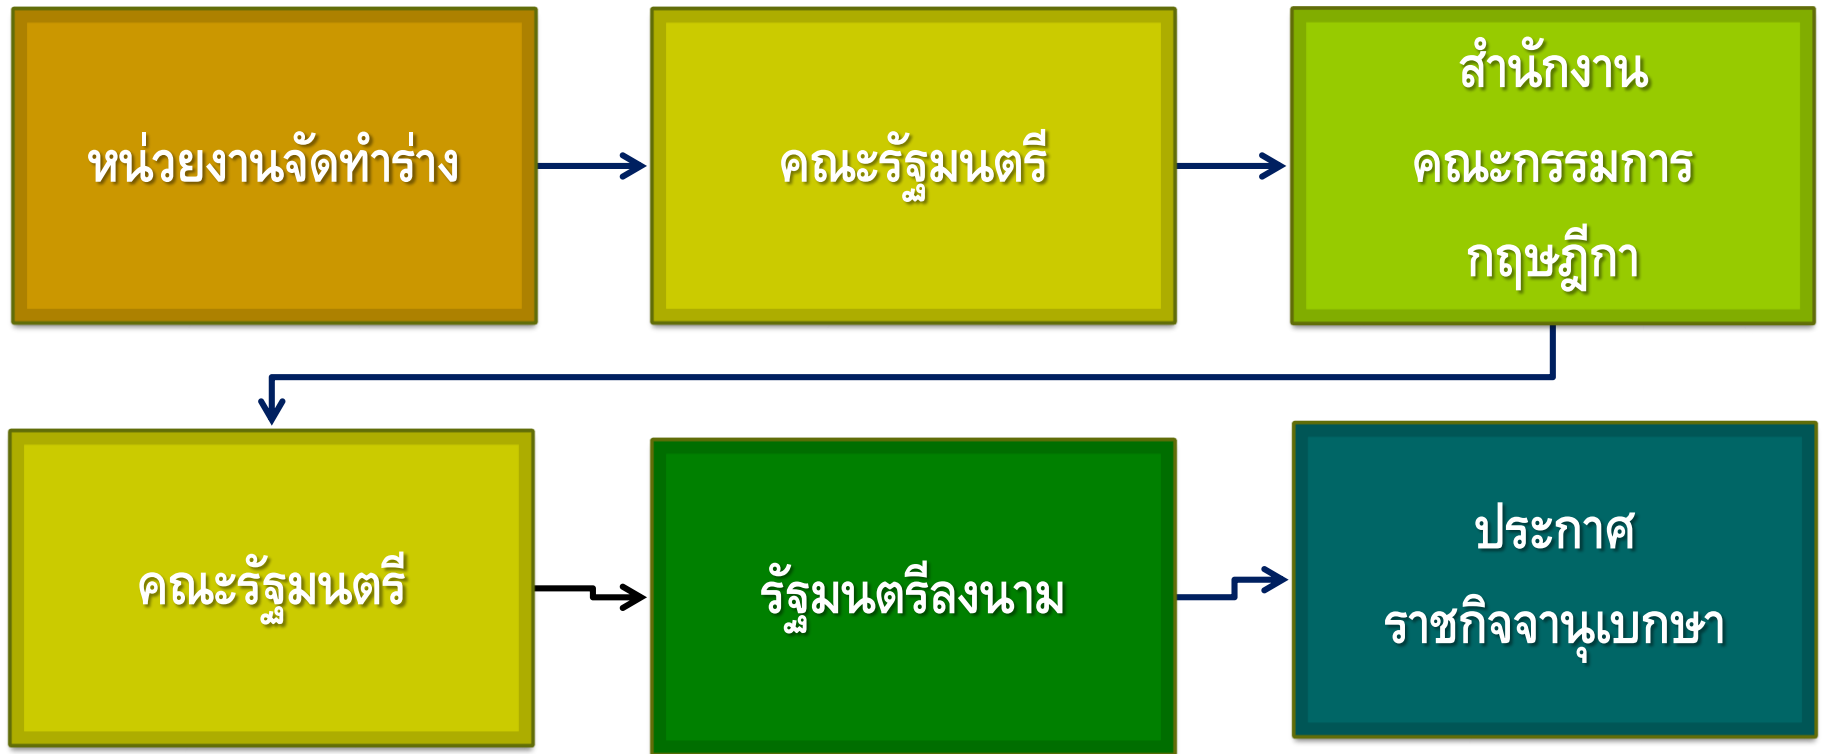 หน่วยงานจัดทำร่าง
คณะรัฐมนตรี
สำนักงาน
คณะกรรมการ
กฤษฎีกา
คณะรัฐมนตรี
รัฐมนตรีลงนาม
ประกาศ
ราชกิจจานุเบกษา